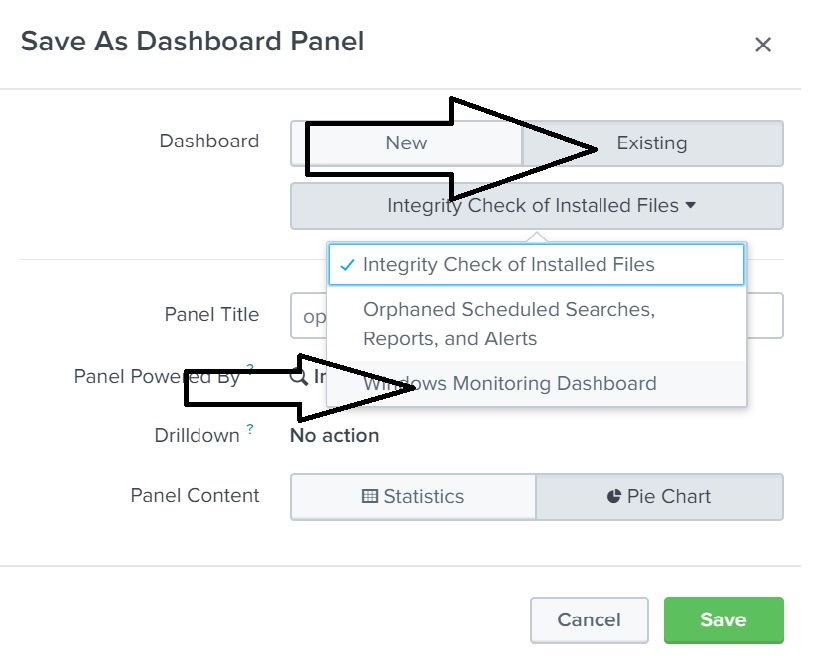 Save As Dashboard Panel
Dashboard
New
Existing
Integrity Check of Installed Files
Integrity Check of Installed Files
Orphaned Scheduled Searches,
Reports, and Alerts
Windows Monitoring Dashboard
Panel Title
op
Panel Powered By ?
In
Drilldown ?
No action
Panel Content
Statistics
Pie Chart
Cancel
Save